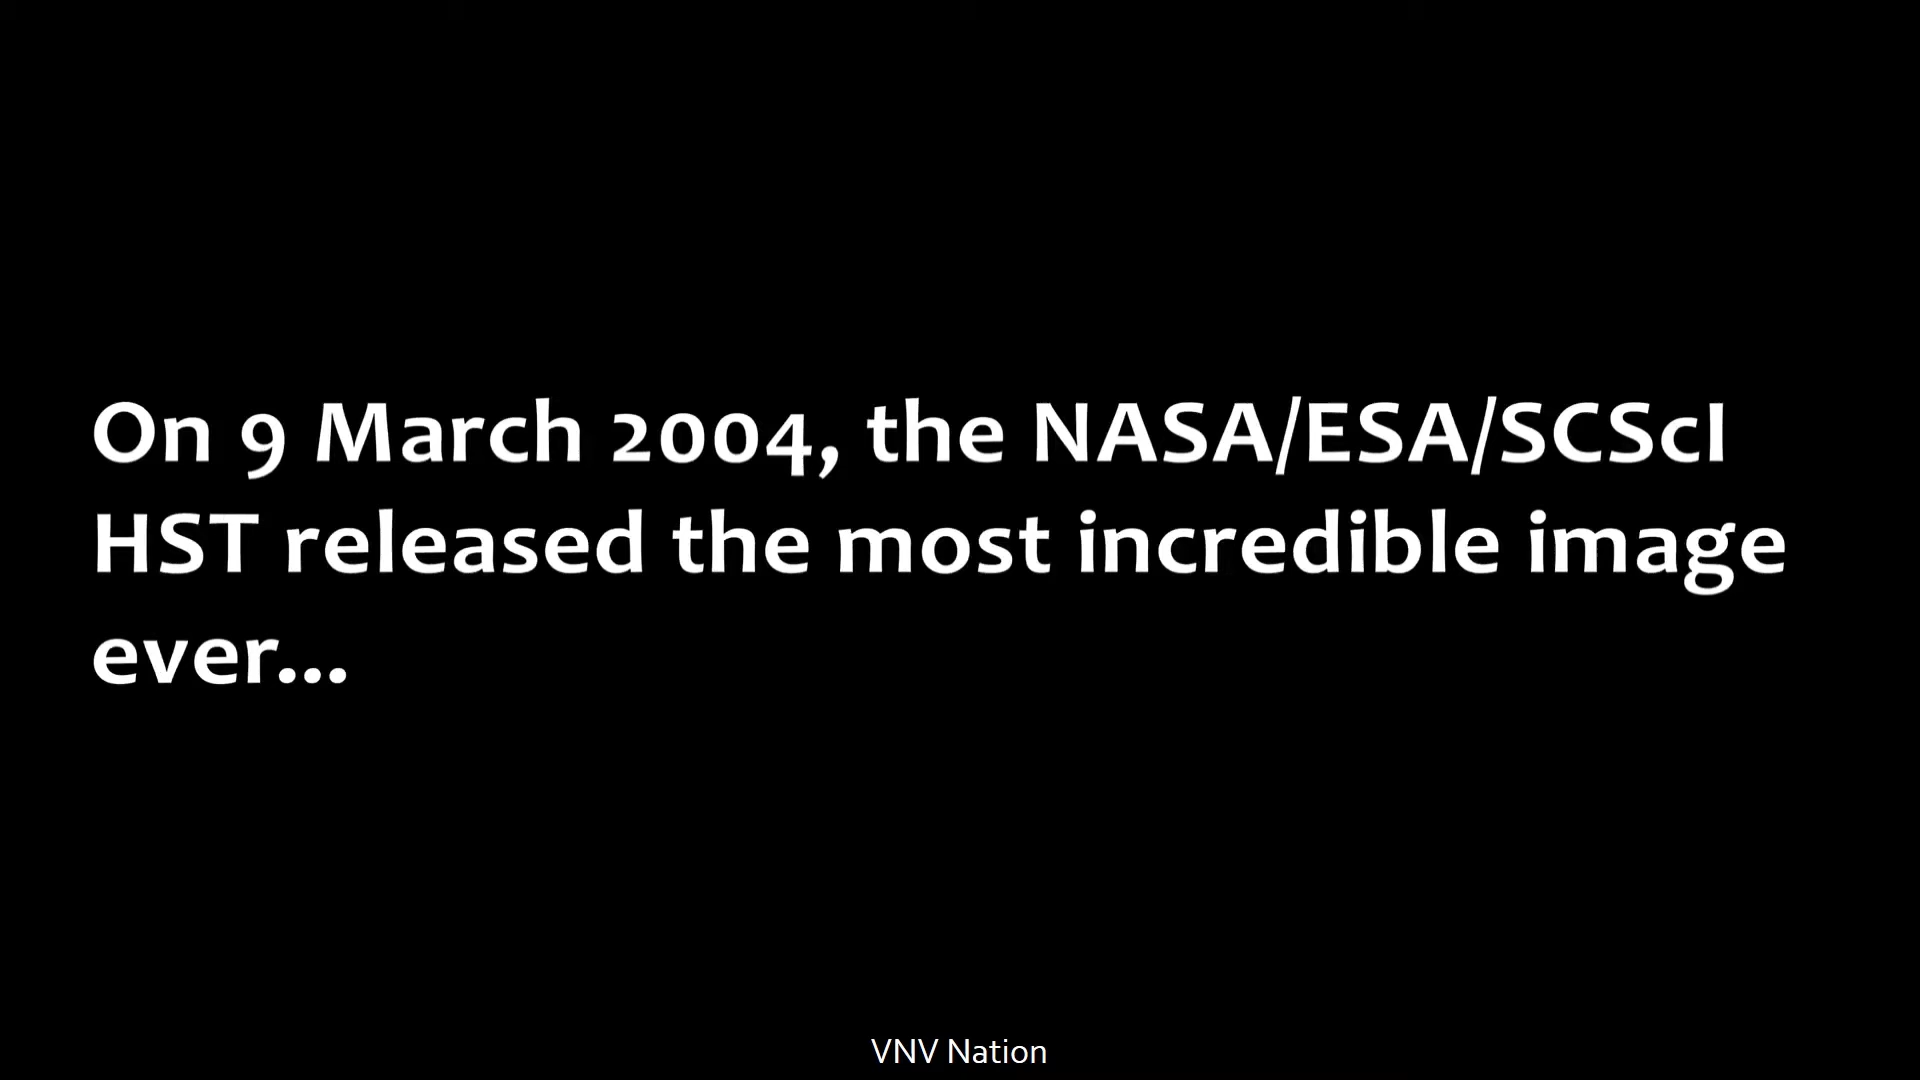 On 9 March 2004, the NASA/ESA/SCScI
HST released the most incredible image
ever...
VNV Nation